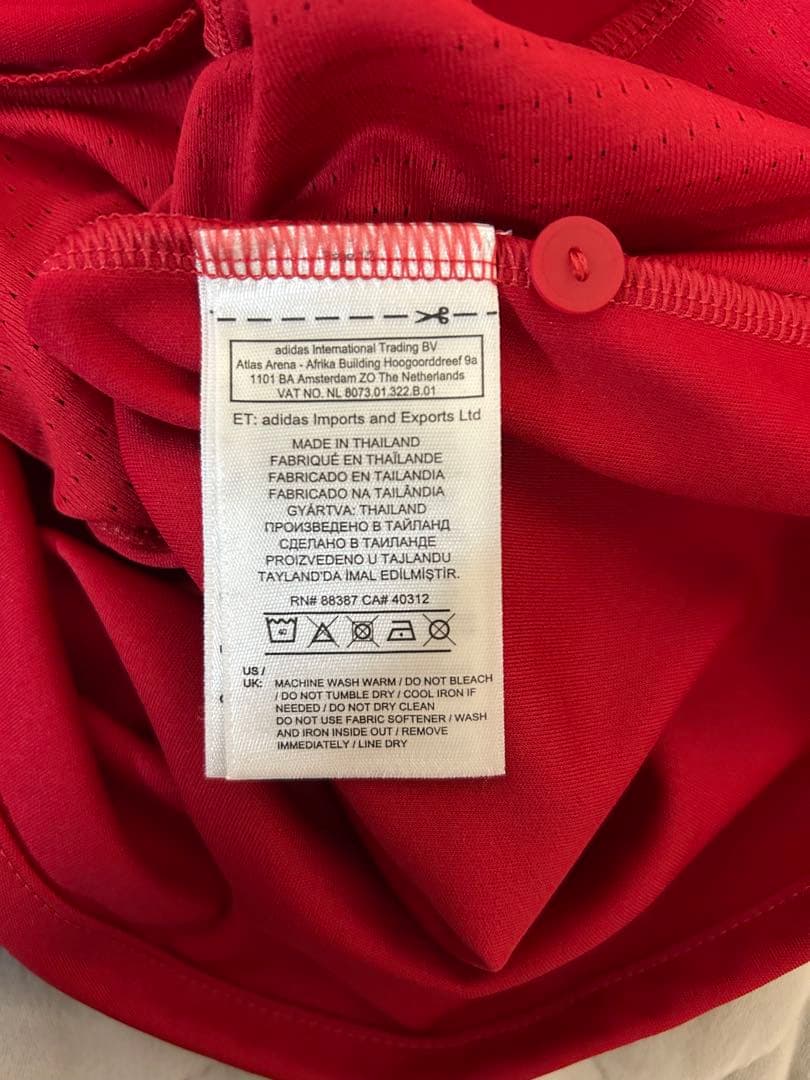 adidas International Trading BV
Atlas Arena - Afrika Building Hoogoorddreef 9a
1101 BA Amsterdam ZO The Netherlands
VAT NO. NL 8073.01.322.B.01
ET: adidas Imports and Exports Ltd
MADE IN THAILAND
FABRIQUÉ EN THAÏLANDE
FABRICADO EN TAILANDIA
FABRICADO NA TAILÂNDIA
GYÁRTVA: THAILAND
ПРОИЗВЕДЕНО В ТАЙЛАНД
СДЕЛАНО В ТАИЛАНДЕ
PROIZVEDENO U TAJLANDU
TAYLAND'DA İMAL EDİLMİŞTİR.
RN# 88387 CA# 40312
US /
UK: MACHINE WASH WARM / DO NOT BLEACH
/ DO NOT TUMBLE DRY / COOL IRON IF
NEEDED / DO NOT DRY CLEAN
DO NOT USE FABRIC SOFTENER / WASH
AND IRON INSIDE OUT / REMOVE
IMMEDIATELY / LINE DRY